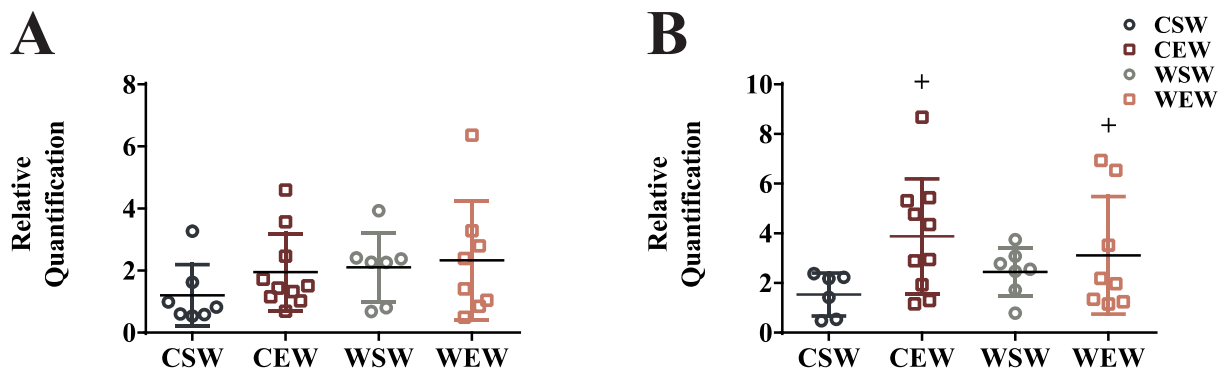 A
B
CSW
CEW
WSW
WEW
Relative
Quantification
8
6
4
2
0
CSW CEW WSW WEW
Relative
Quantification
10
8
6
4
2
0
+
+
CSW CEW WSW WEW